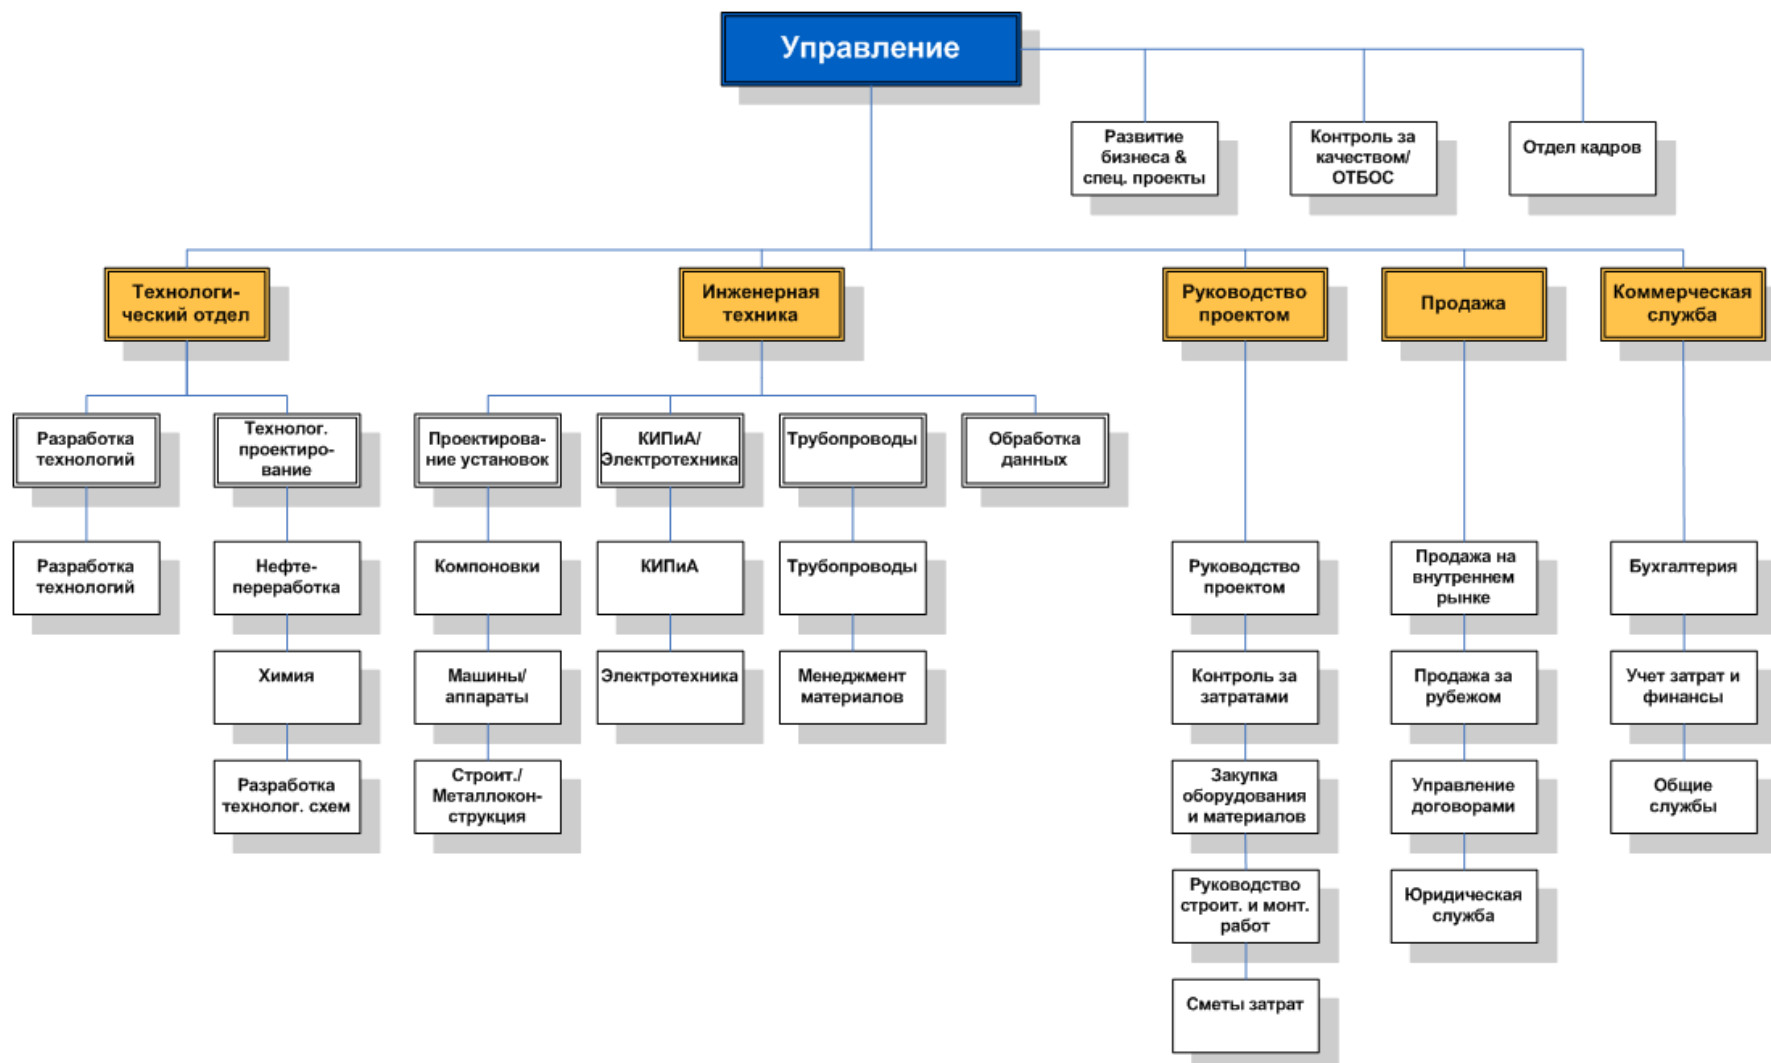 Управление
Развитие
бизнеса &
спец. проекты
Контроль за
качеством/
ОТБОС
Отдел кадров
Технологи-
ческий отдел
Инженерная
техника
Руководство
проектом
Продажа
Коммерческая
служба
Разработка
технологий
Технолог.
проектиро-
вание
Проектирова-
ние установок
КИПиА/
Электротехника
Трубопроводы
Обработка
данных
Разработка
технологий
Нефте-
переработка
Компоновки
КИПиА
Трубопроводы
Руководство
проектом
Продажа на
внутреннем
рынке
Бухгалтерия
Химия
Машины/
аппараты
Электротехника
Менеджмент
материалов
Контроль за
затратами
Продажа за
рубежом
Учет затрат и
финансы
Разработка
технолог. схем
Строит./
Металлокон-
струкция
Закупка
оборудования
и материалов
Управление
договорами
Общие
службы
Руководство
строит. и монт.
работ
Юридическая
служба
Сметы затрат